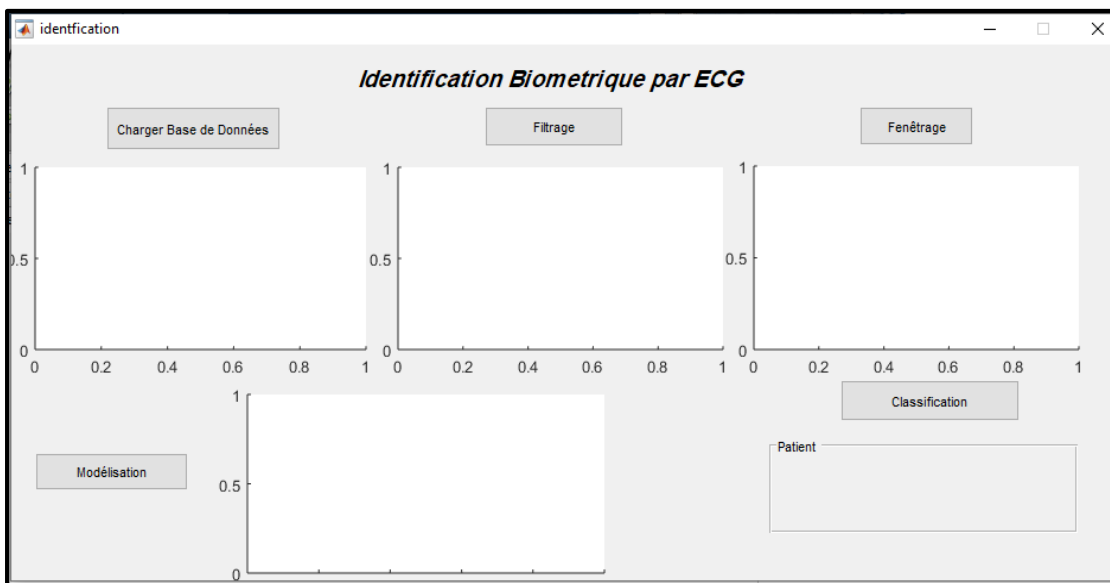 identfication
Identification Biometrique par ECG
Charger Base de Données
Filtrage
Fenêtrage
1
0.5
0
0 0.2 0.4 0.6 0.8 1
1
0.5
0
0 0.2 0.4 0.6 0.8 1
1
0.5
0
0 0.2 0.4 0.6 0.8 1
Classification
Patient
Modélisation
1
0.5
0